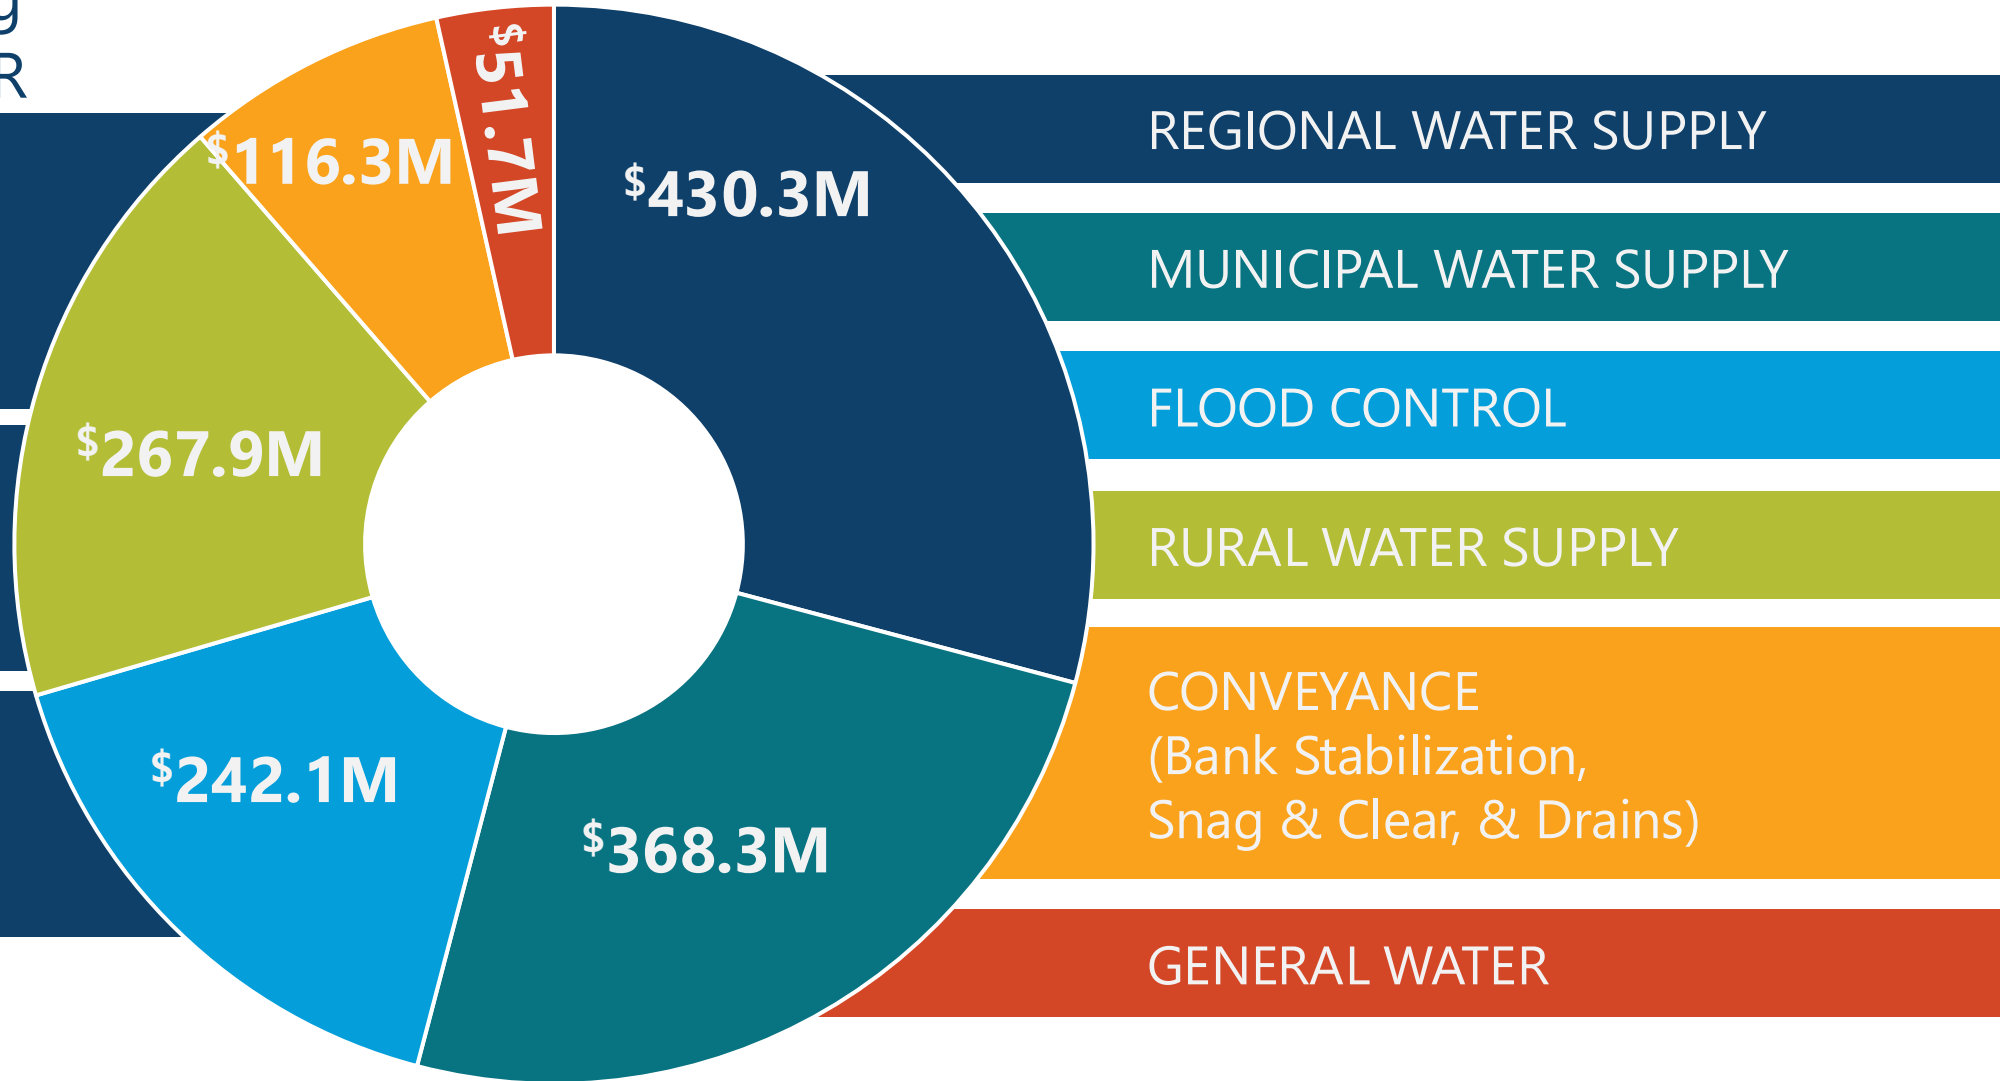 g
R
$116.3M
$51.7M
$430.3M
$267.9M
$242.1M
$368.3M
REGIONAL WATER SUPPLY
MUNICIPAL WATER SUPPLY
FLOOD CONTROL
RURAL WATER SUPPLY
CONVEYANCE
(Bank Stabilization,
Snag & Clear, & Drains)
GENERAL WATER